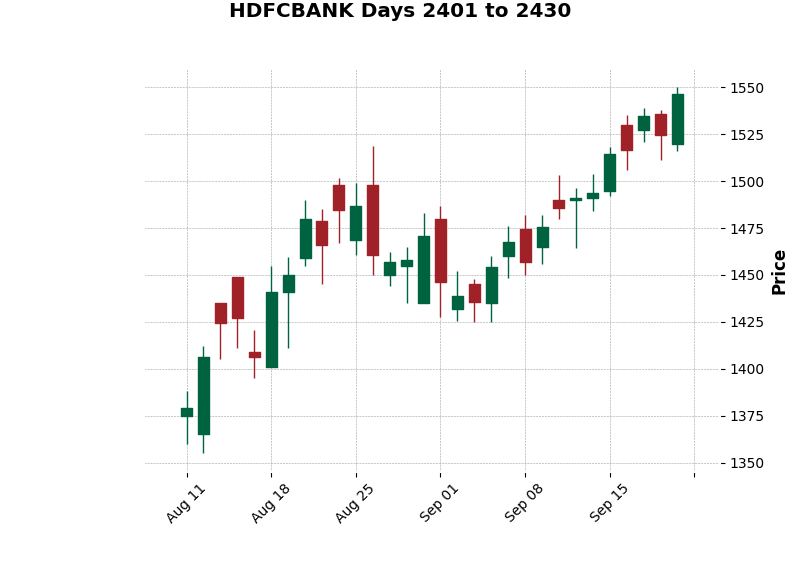 HDFCBANK Days 2401 to 2430
1550
1525
1500
1475
1450
1425
1400
1375
1350
Price
Aug 11
Aug 18
Aug 25
Sep 01
Sep 08
Sep 15